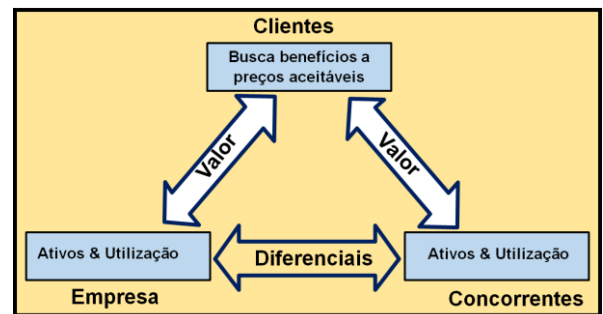 Clientes
Busca benefícios a
preços aceitáveis
Valor
Valor
Ativos & Utilização
Diferenciais
Ativos & Utilização
Empresa
Concorrentes